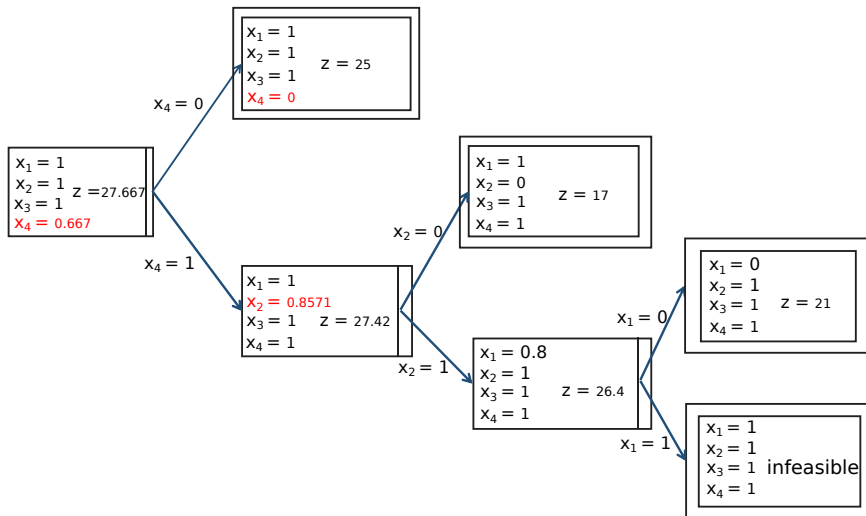 x₁ = 1
x₂ = 1
x₃ = 1
x₄ = 0
z = 25
x₄ = 0
x₁ = 1
x₂ = 1
x₃ = 1
x₄ = 0.667
z =27.667
x₄ = 1
x₁ = 1
x₂ = 0.8571
x₃ = 1
x₄ = 1
z = 27.42
x₂ = 0
x₁ = 1
x₂ = 0
x₃ = 1
x₄ = 1
z = 17
x₂ = 1
x₁ = 0.8
x₂ = 1
x₃ = 1
x₄ = 1
z = 26.4
x₁ = 0
x₁ = 0
x₂ = 1
x₃ = 1
x₄ = 1
z = 21
x₁ = 1
x₁ = 1
x₂ = 1
x₃ = 1
x₄ = 1
infeasible